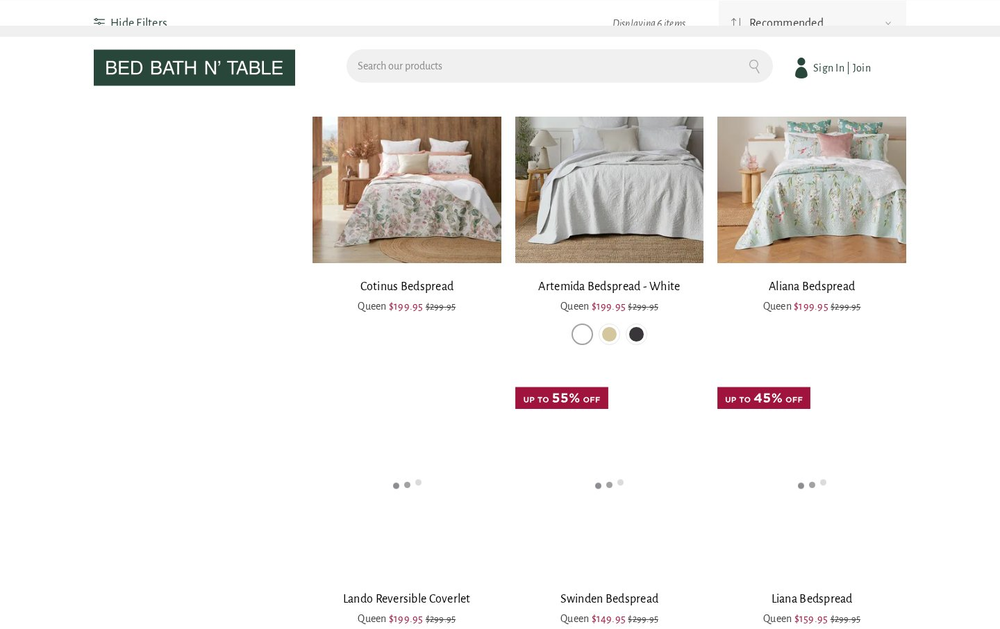 Hide Filters
Displaying 6 items
Recommended
BED BATH N' TABLE
Search our products
Sign In | Join
Cotinus Bedspread
Queen $199.95 $299.95
Artemida Bedspread - White
Queen $199.95 $299.95
Aliana Bedspread
Queen $199.95 $299.95
UP TO 55% OFF
UP TO 45% OFF
Lando Reversible Coverlet
Queen $199.95 $299.95
Swinden Bedspread
Queen $149.95 $299.95
Liana Bedspread
Queen $159.95 $299.95